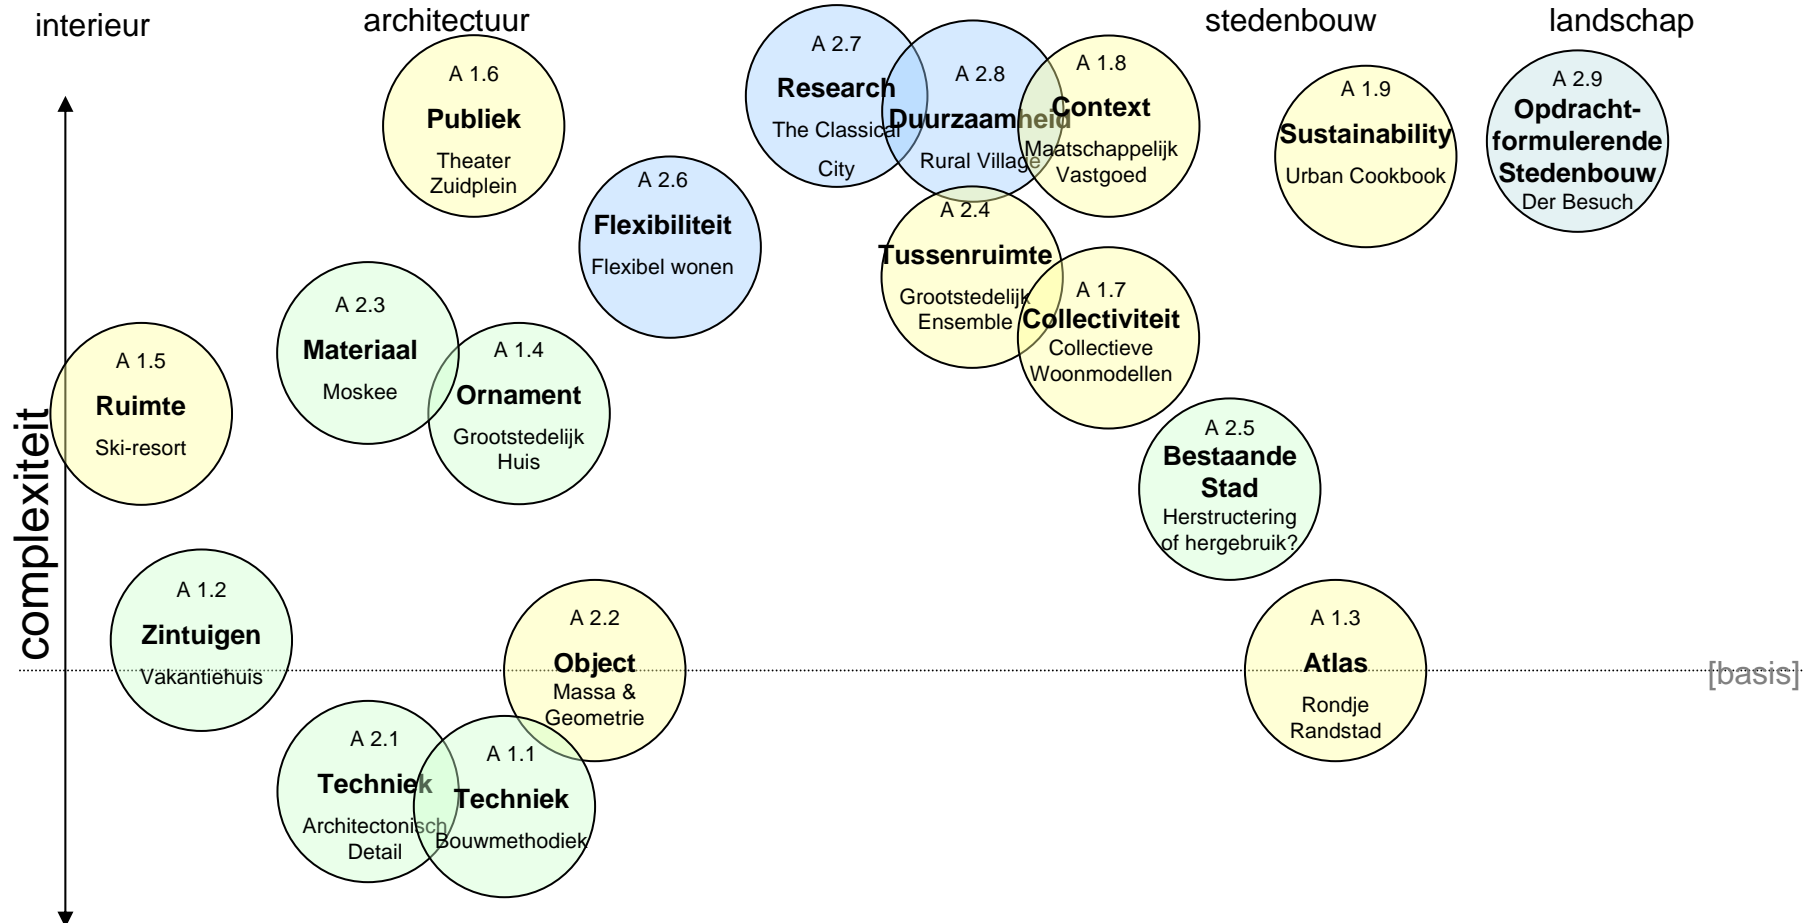 interieur
architectuur
stedenbouw
landschap
A 1.6
Publiek
Theater
Zuidplein
A 2.7
Research
The Classical
City
A 2.8
Duurzaamheid
Rural Village
A 1.8
Context
Maatschappelijk
Vastgoed
A 1.9
Sustainability
Urban Cookbook
A 2.9
Opdracht-
formulerende
Stedenbouw
Der Besuch
A 2.6
Flexibiliteit
Flexibel wonen
A 2.4
Tussenruimte
Grootstedelijk
Ensemble
A 1.7
Collectiviteit
Collectieve
Woonmodellen
A 2.3
Materiaal
Moskee
A 1.4
Ornament
Grootstedelijk
Huis
A 1.5
Ruimte
Ski-resort
complexiteit
A 2.5
Bestaande
Stad
Herstructering
of hergebruik?
A 1.2
Zintuigen
Vakantiehuis
A 2.2
Object
Massa &
Geometrie
A 1.3
Atlas
Rondje
Randstad
[basis]
A 2.1
Techniek
Architectonisch
Detail
A 1.1
Techniek
Bouwmethodiek